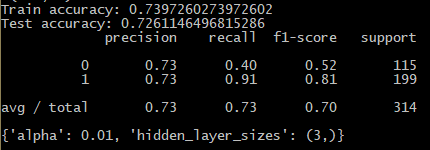 Train accuracy: 0.7397260273972602
Test accuracy: 0.7261146496815286
precision recall f1-score support
0 0.73 0.40 0.52 115
1 0.73 0.91 0.81 199
avg / total 0.73 0.73 0.70 314
{'alpha': 0.01, 'hidden_layer_sizes': (3,)}